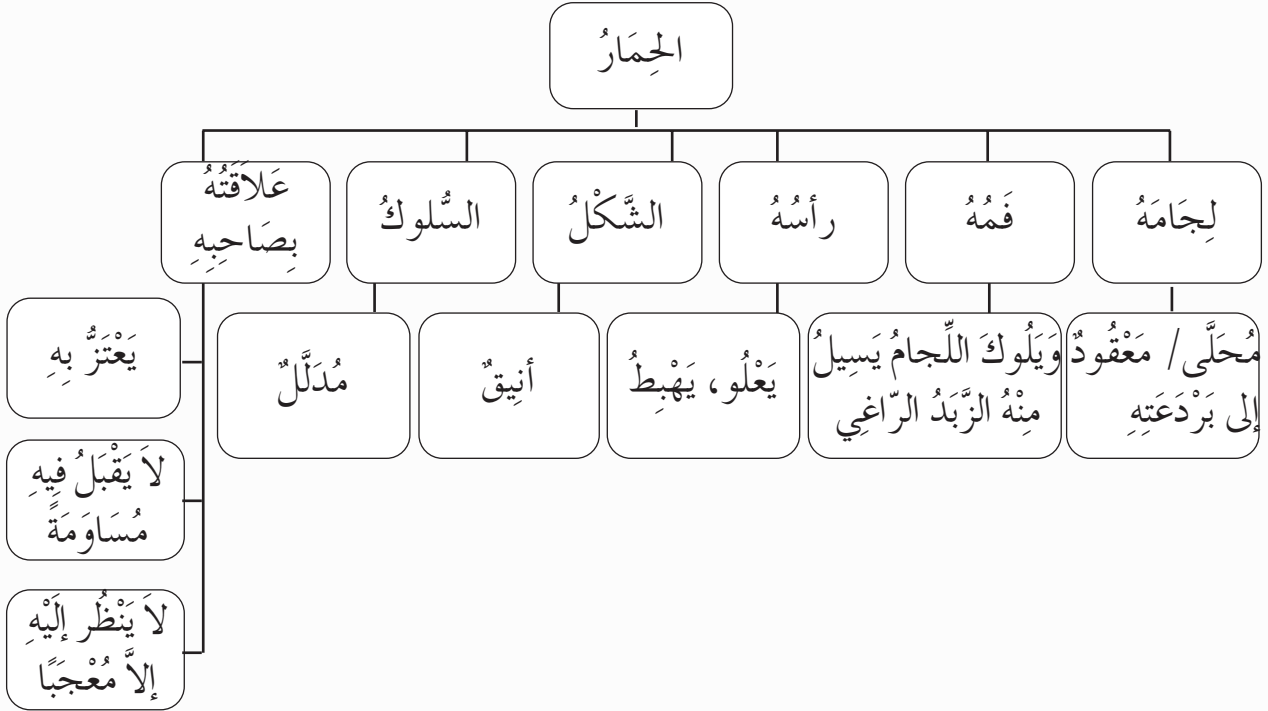 الحِمَارُ
لِجَامَهُ
فَمُهُ
رأسُهُ
الشَّكْلُ
السُّلوكُ
عَلاَقَتُهُ
بِصَاحِبِهِ
مُحَلَّى/ مَعْقُودٌ
إلى بَرْدَعَتِهِ
وَيَلُوكَ اللِّجامُ يَسِيلُ
مِنْهُ الزَّبَدُ الرّاغِي
يَعْلُو، يَهْبِطُ
أنِيقٌ
مُدَلَّلٌ
يَعْتَزُّ بِهِ
لاَ يَقْبَلُ فِيهِ
مُسَاوَمَةً
لاَ يَنْظُر إلَيْهِ
إلاَّ مُعْجَبًا